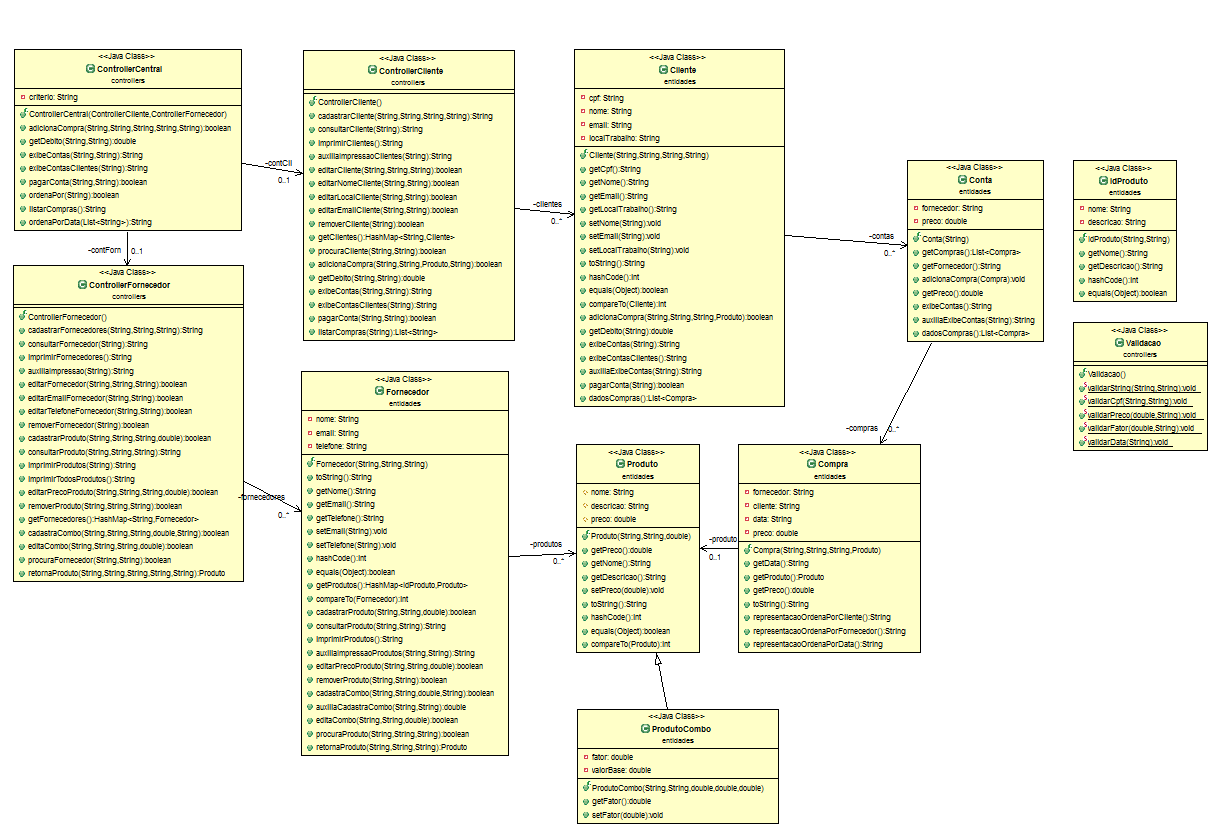 <<Java Class>>
ControllerCentral
controllers
criterio: String
ControllerCentral(ControllerCliente,ControllerFornecedor)
adicionaCompra(String,String,String,String,String):boolean
getDebito(String,String):double
exibeContas(String,String):String
exibeContasClientes(String):String
pagarConta(String,String):boolean
ordenaPor(String):boolean
listarCompras():String
ordenaPorData(List<String>):String
-contCli
0..1
-contForn
0..1
<<Java Class>>
ControllerCliente
controllers
ControllerCliente()
cadastrarCliente(String,String,String,String):String
consultarCliente(String):String
imprimirClientes():String
auxiliaImpressaoClientes(String):String
editarCliente(String,String,String):boolean
editarNomeCliente(String,String):boolean
editarLocalCliente(String,String):boolean
editarEmailCliente(String,String):boolean
removerCliente(String):boolean
getClientes():HashMap<String,Cliente>
procuraCliente(String,String):boolean
adicionaCompra(String,String,Produto,String):boolean
getDebito(String,String):double
exibeContas(String,String):String
exibeContasClientes(String):String
pagarConta(String,String):boolean
listarCompras(String):List<String>
-clientes
0..*
<<Java Class>>
Cliente
entidades
cpf: String
nome: String
email: String
localTrabalho: String
Cliente(String,String,String,String)
getCpf():String
getNome():String
getEmail():String
getLocalTrabalho():String
setNome(String):void
setEmail(String):void
setLocalTrabalho(String):void
toString():String
hashCode():int
equals(Object):boolean
compareTo(Cliente):int
adicionaCompra(String,String,String,Produto):boolean
getDebito(String):double
exibeContas(String):String
exibeContasClientes():String
auxiliaExibeContas(String):String
pagarConta(String):boolean
dadosCompras():List<Compra>
-contas
0..*
<<Java Class>>
Conta
entidades
fornecedor: String
preco: double
Conta(String)
getCompras():List<Compra>
getFornecedor():String
adicionaCompra(Compra):void
getPreco():double
exibeContas():String
auxiliaExibeContas(String):String
dadosCompras():List<Compra>
-compras
0..*
<<Java Class>>
IdProduto
entidades
nome: String
descricao: String
IdProduto(String,String)
getNome():String
getDescricao():String
hashCode():int
equals(Object):boolean
<<Java Class>>
Validacao
controllers
Validacao()
validarString(String,String):void
validarCpf(String,String):void
validarPreco(double,String):void
validarFator(double,String):void
validarData(String):void
<<Java Class>>
ControllerFornecedor
controllers
ControllerFornecedor()
cadastrarFornecedores(String,String,String):String
consultarFornecedor(String):String
imprimirFornecedores():String
auxiliaImpressao(String):String
editarFornecedor(String,String,String):boolean
editarEmailFornecedor(String,String):boolean
editarTelefoneFornecedor(String,String):boolean
removerFornecedor(String):boolean
cadastrarProduto(String,String,String,double):boolean
consultarProduto(String,String,String):String
imprimirProdutos(String):String
imprimirTodosProdutos():String
editarPrecoProduto(String,String,String,double):boolean
removerProduto(String,String,String):boolean
getFornecedores():HashMap<String,Fornecedor>
cadastraCombo(String,String,String,double,String):boolean
editaCombo(String,String,String,double):boolean
procuraFornecedor(String,String):boolean
retornaProduto(String,String,String,String,String):Produto
-fornecedores
0..*
<<Java Class>>
Fornecedor
entidades
nome: String
email: String
telefone: String
Fornecedor(String,String,String)
toString():String
getNome():String
getEmail():String
getTelefone():String
setEmail(String):void
setTelefone(String):void
hashCode():int
equals(Object):boolean
getProdutos():HashMap<IdProduto,Produto>
compareTo(Fornecedor):int
cadastrarProduto(String,String,double):boolean
consultarProduto(String,String):String
imprimirProdutos():String
auxiliaImpressaoProdutos(String,String):String
editarPrecoProduto(String,String,double):boolean
removerProduto(String,String):boolean
cadastraCombo(String,String,double,String):boolean
auxiliaCadastraCombo(String,String):double
editaCombo(String,String,double):boolean
procuraProduto(String,String):boolean
retornaProduto(String,String,String):Produto
-produtos
0..*
<<Java Class>>
Produto
entidades
nome: String
descricao: String
preco: double
Produto(String,String,double)
getPreco():double
getNome():String
getDescricao():String
setPreco(double):void
toString():String
hashCode():int
equals(Object):boolean
compareTo(Produto):int
-produto
0..1
<<Java Class>>
Compra
entidades
fornecedor: String
cliente: String
data: String
preco: double
Compra(String,String,String,Produto)
getData():String
getProduto():Produto
getPreco():double
toString():String
representacaoOrdenaPorCliente():String
representacaoOrdenaPorFornecedor():String
representacaoOrdenaPorData():String
<<Java Class>>
ProdutoCombo
entidades
fator: double
valorBase: double
ProdutoCombo(String,String,double,double,double)
getFator():double
setFator(double):void